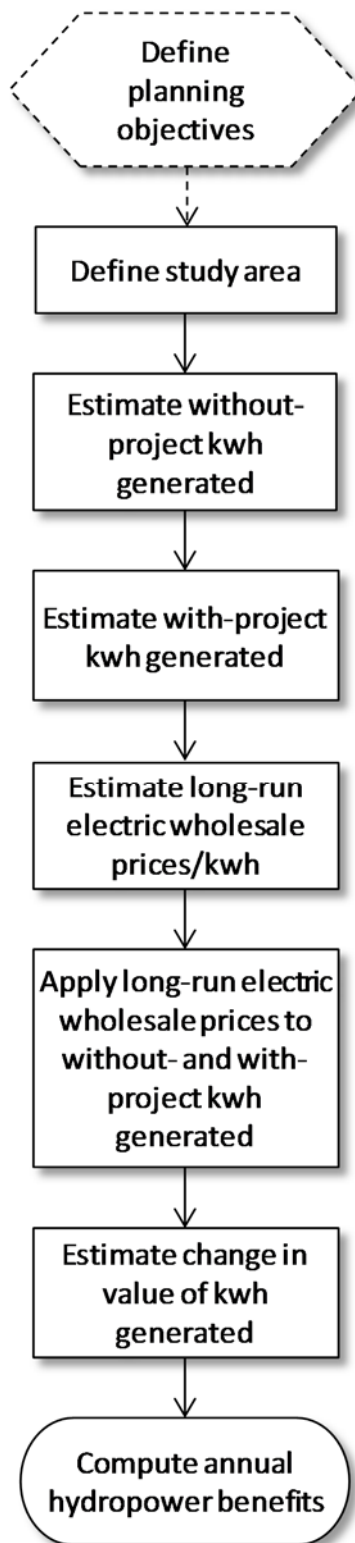 Define
planning
objectives
Define study area
Estimate without-
project kwh
generated
Estimate with-project
kwh generated
Estimate long-run
electric wholesale
prices/kwh
Apply long-run electric
wholesale prices to
without- and with-
project kwh
generated
Estimate change in
value of kwh
generated
Compute annual
hydropower benefits